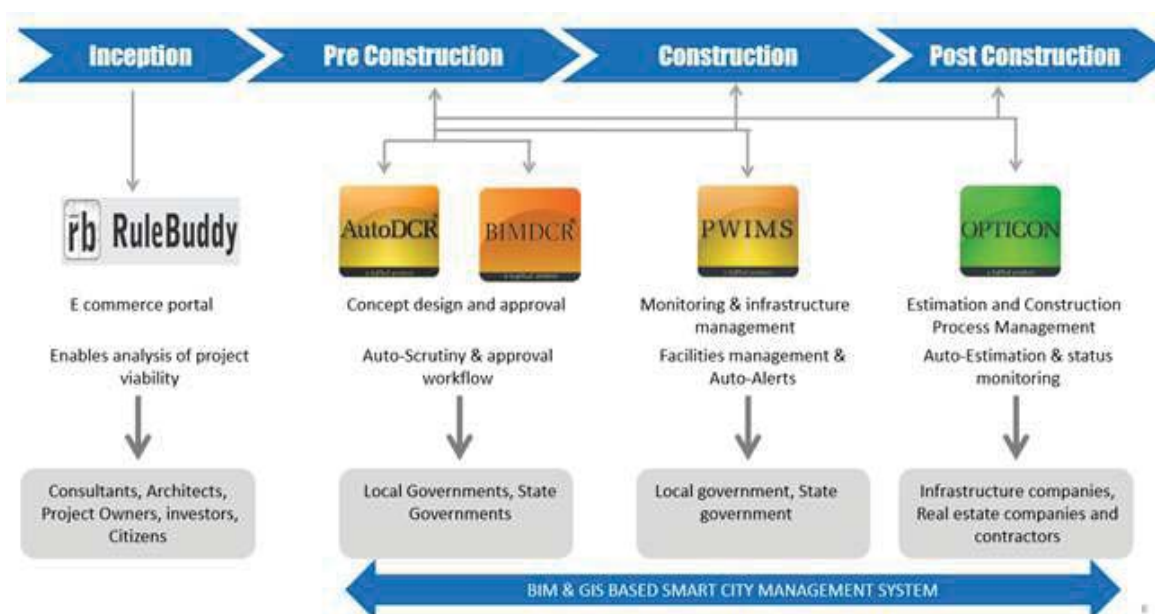 Inception
Pre Construction
Construction
Post Construction
rb RuleBuddy
AutoDCR
BIMDCR
PWIMS
OPTICON
E commerce portal
Enables analysis of project
viability
Concept design and approval
Auto-Scrutiny & approval
workflow
Monitoring & infrastructure
management
Facilities management &
Auto-Alerts
Estimation and Construction
Process Management
Auto-Estimation & status
monitoring
Consultants, Architects,
Project Owners, investors,
Citizens
Local Governments, State
Governments
Local government, State
government
Infrastructure companies,
Real estate companies and
contractors
BIM & GIS BASED SMART CITY MANAGEMENT SYSTEM